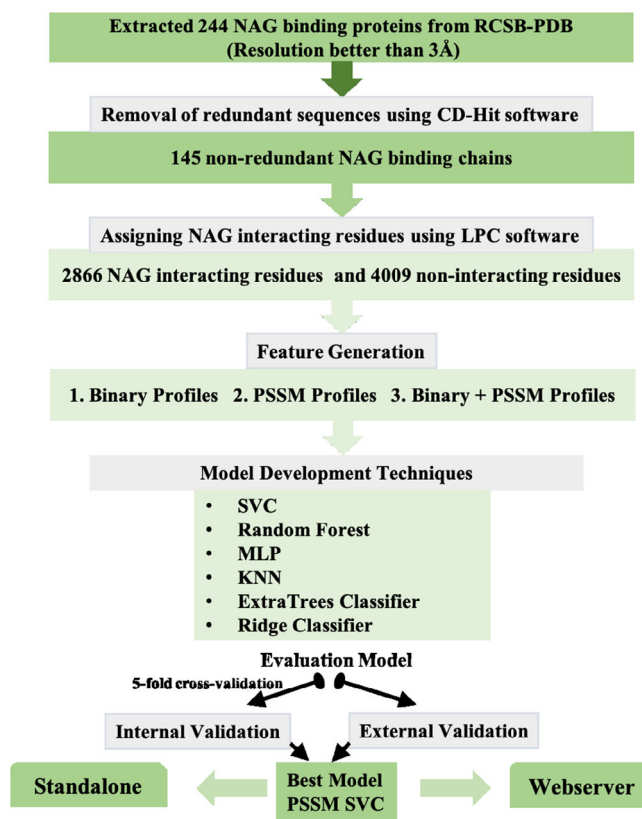 Extracted 244 NAG binding proteins from RCSB-PDB
(Resolution better than 3Å)
Removal of redundant sequences using CD-Hit software
145 non-redundant NAG binding chains
Assigning NAG interacting residues using LPC software
2866 NAG interacting residues and 4009 non-interacting residues
Feature Generation
1. Binary Profiles 2. PSSM Profiles 3. Binary + PSSM Profiles
Model Development Techniques
• SVC
• Random Forest
• MLP
• KNN
• ExtraTrees Classifier
• Ridge Classifier
Evaluation Model
5-fold cross-validation
Internal Validation
External Validation
Standalone
Best Model
PSSM SVC
Webserver